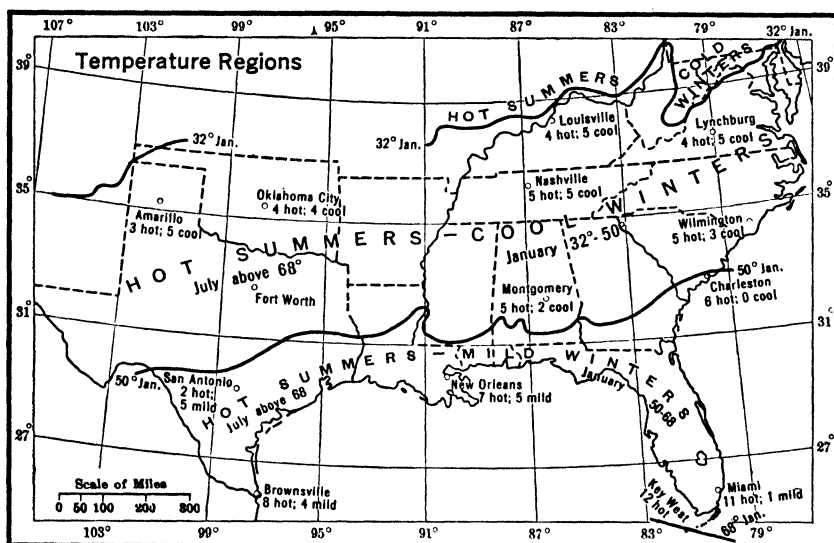 107° 103° 99° 95° 91° 87° 83° 79° 32° Jan.
39° 39°
Temperature Regions
HOT SUMMERS
COLD WINTERS
Louisville
4 hot; 5 cool
Lynchburg
4 hot; 5 cool
32° Jan.
32° Jan.
35° 35°
Nashville
5 hot; 5 cool
Oklahoma City
4 hot; 4 cool
Amarillo
3 hot; 5 cool
Wilmington
5 hot; 3 cool
HOT SUMMERS – COOL WINTERS
July above 68°
January 32°-50°
Fort Worth
50° Jan.
Charleston
6 hot; 0 cool
Montgomery
5 hot; 2 cool
31° 31°
50° Jan.
San Antonio
2 hot;
5 mild
HOT SUMMERS – MILD WINTERS
July above 68
January 50-68
New Orleans
7 hot; 5 mild
27° 27°
Scale of Miles
0 50 100 200 300
Brownsville
8 hot; 4 mild
Key West
12 hot
Miami
11 hot; 1 mild
68° Jan.
103° 99° 95° 91° 87° 83° 79°